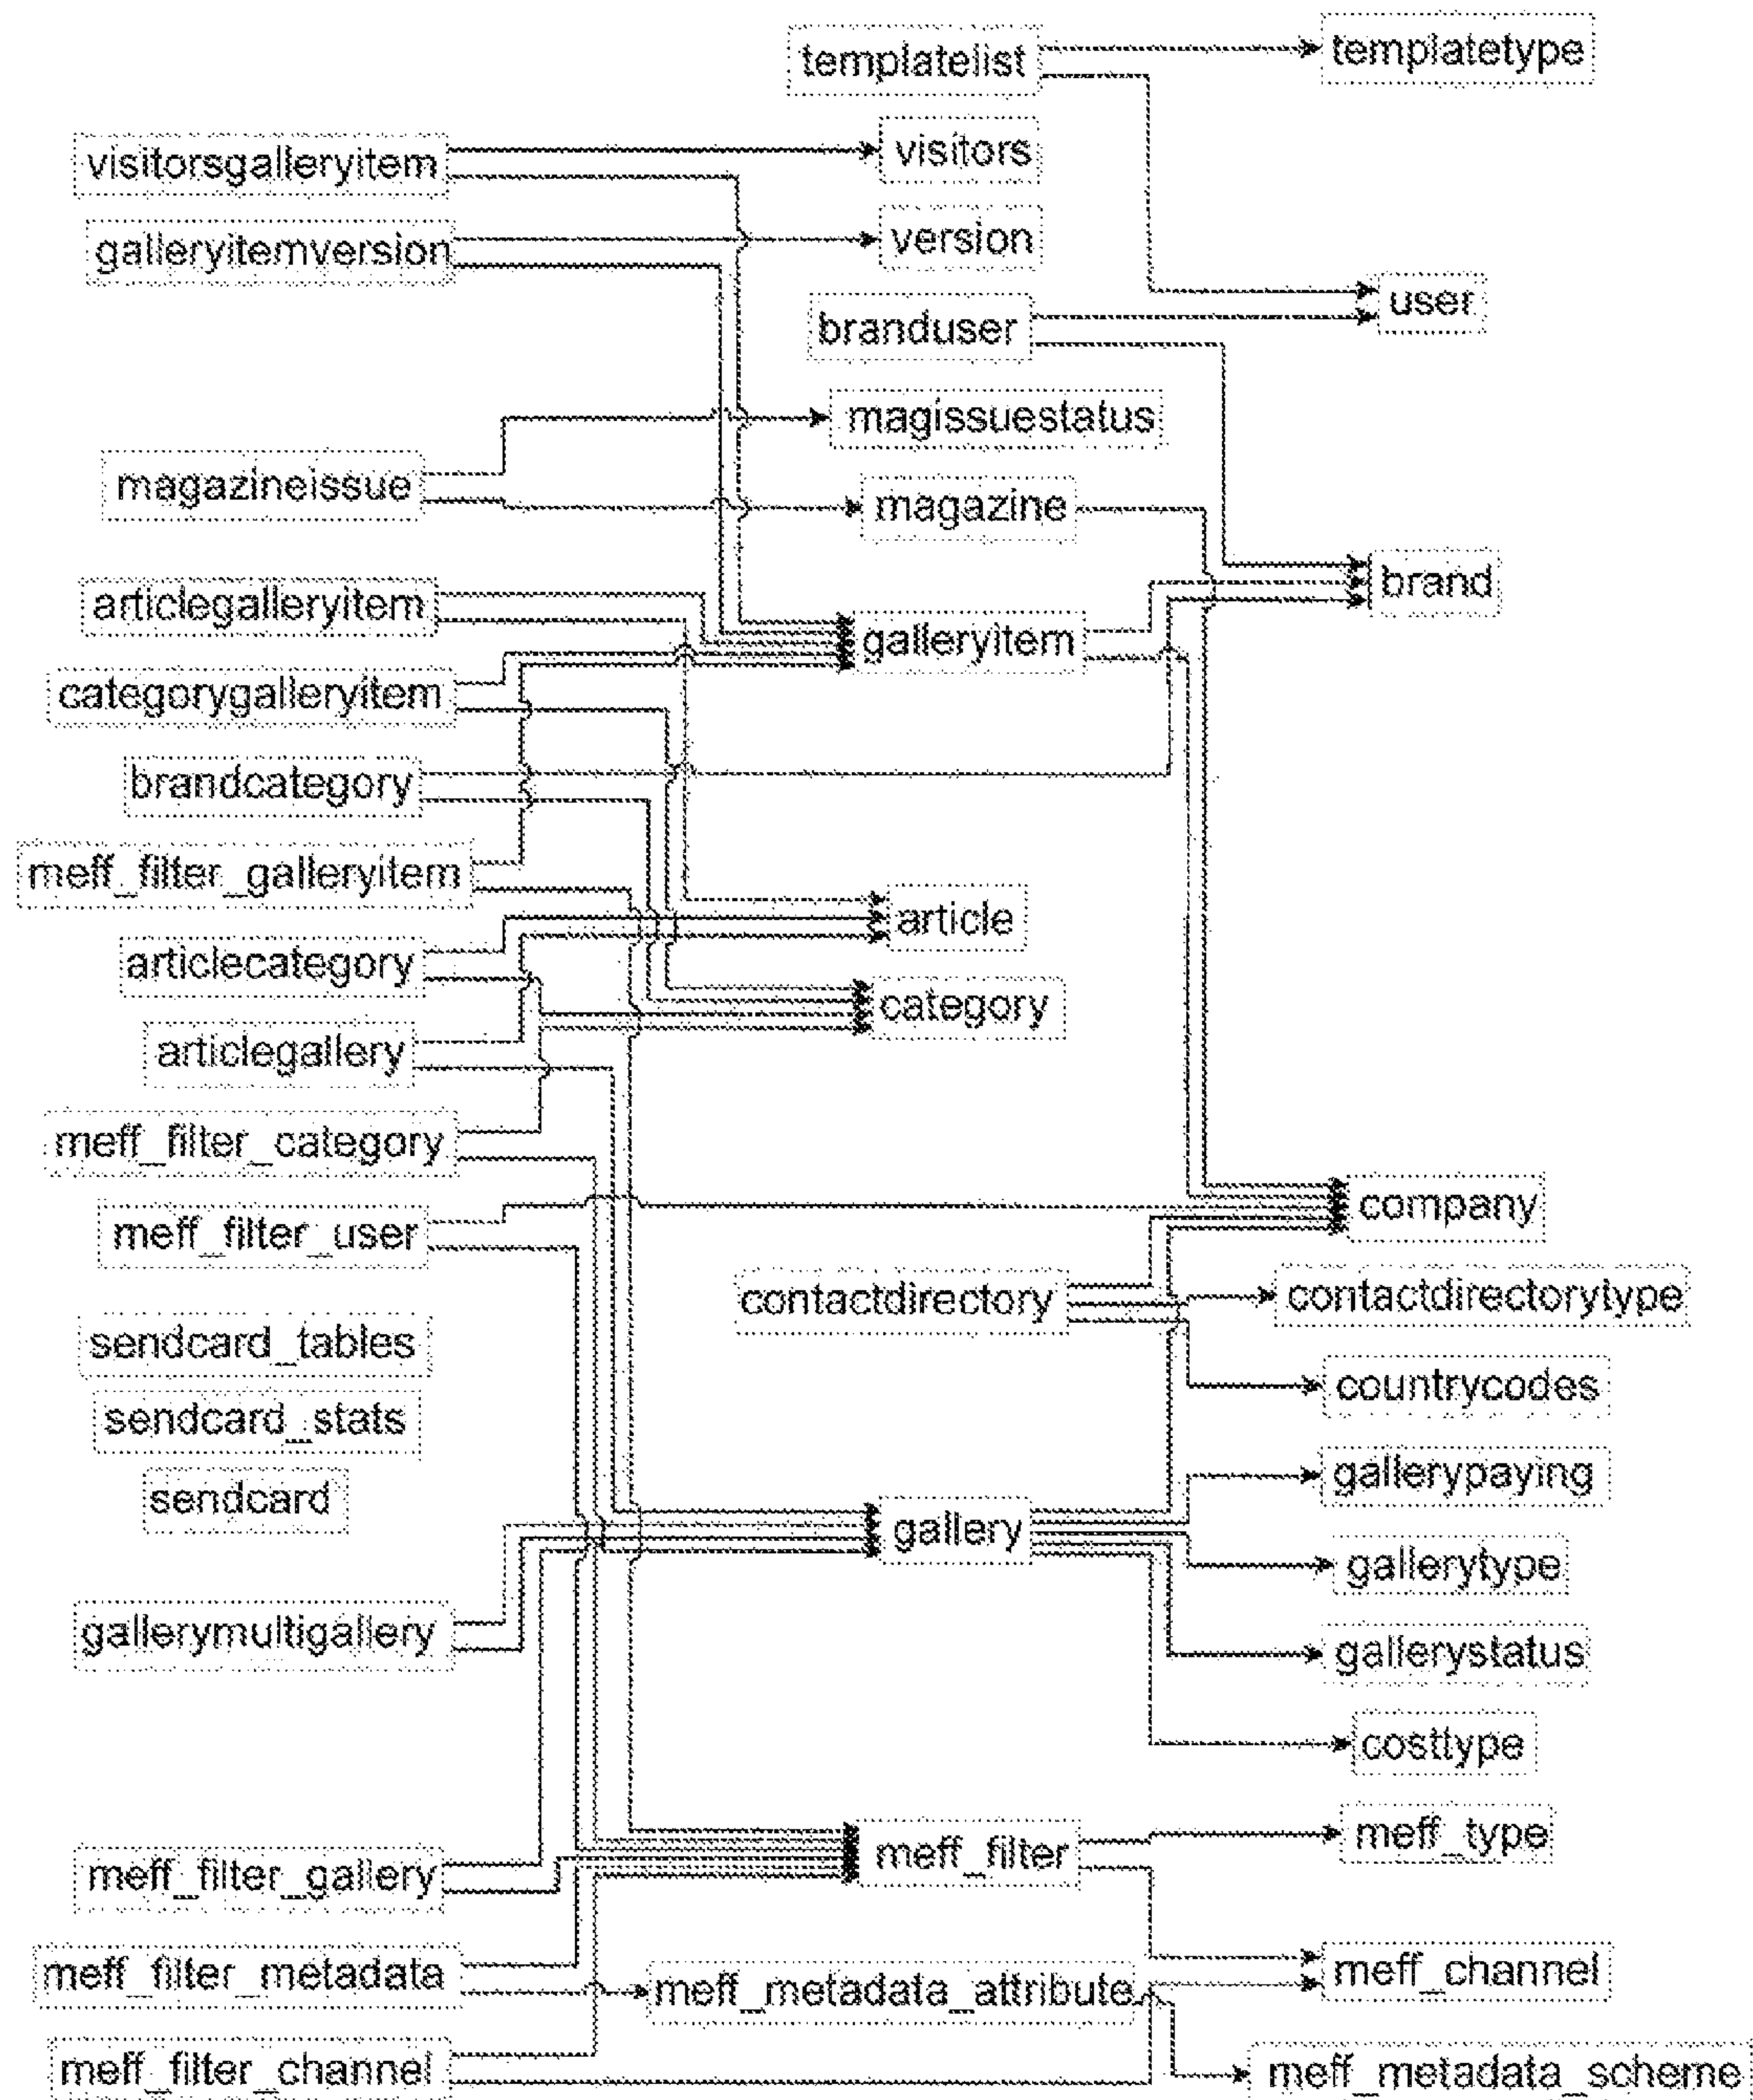 templatelist
templatetype
visitorsgalleryitem
visitors
galleryitemversion
version
user
branduser
magissuestatus
magazineissue
magazine
brand
articlegalleryitem
galleryitem
categorygalleryitem
brandcategory
meff_filter_galleryitem
article
articlecategory
category
articlegallery
meff_filter_category
company
meff_filter_user
contactdirectory
contactdirectorytype
sendcard_tables
countrycodes
sendcard_stats
gallerypaying
sendcard
gallery
gallerytype
gallerymultigallery
gallerystatus
costtype
meff_type
meff_filter
meff_filter_gallery
meff_channel
meff_filter_metadata
meff_metadata_attribute
meff_filter_channel
meff_metadata_scheme